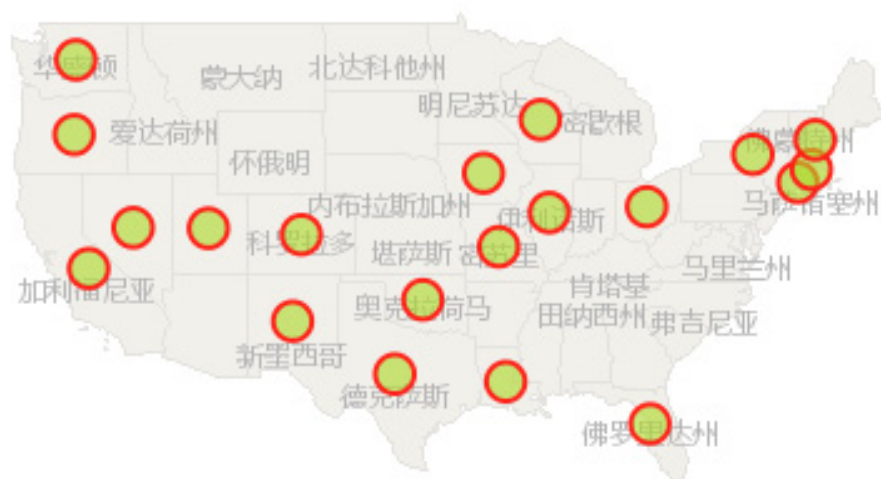 华盛顿
蒙大纳
北达科他州
明尼苏达
密歇根
爱达荷州
佛蒙特州
怀俄明
内布拉斯加州
伊利诺斯
马萨诸塞州
科罗拉多
堪萨斯
密苏里
加利福尼亚
奥克拉荷马
肯塔基
马里兰州
田纳西州
弗吉尼亚
新墨西哥
德克萨斯
佛罗里达州